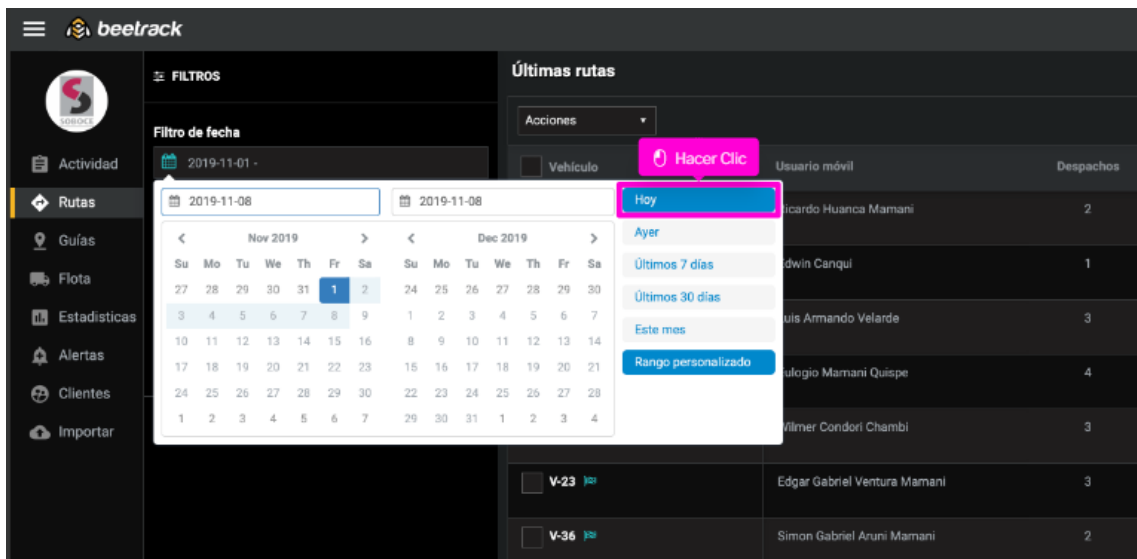 beetrack
SOBOCE
Actividad
Rutas
Guías
Flota
Estadisticas
Alertas
Clientes
Importar
FILTROS
Filtro de fecha
2019-11-01 -
2019-11-08
2019-11-08
Nov 2019
Su Mo Tu We Th Fr Sa
27 28 29 30 31 1 2
3 4 5 6 7 8 9
10 11 12 13 14 15 16
17 18 19 20 21 22 23
24 25 26 27 28 29 30
1 2 3 4 5 6 7
Dec 2019
Su Mo Tu We Th Fr Sa
24 25 26 27 28 29 30
1 2 3 4 5 6 7
8 9 10 11 12 13 14
15 16 17 18 19 20 21
22 23 24 25 26 27 28
29 30 31 1 2 3 4
Hoy
Ayer
Últimos 7 días
Últimos 30 días
Este mes
Rango personalizado
Hacer Clic
Últimas rutas
Acciones
Vehículo Usuario móvil Despachos
Huanca Mamani 2
Canqui 1
Armando Velarde 3
Mamani Quispe 4
Condori Chambi 3
V-23 Edgar Gabriel Ventura Mamani 3
V-36 Simon Gabriel Aruni Mamani 2